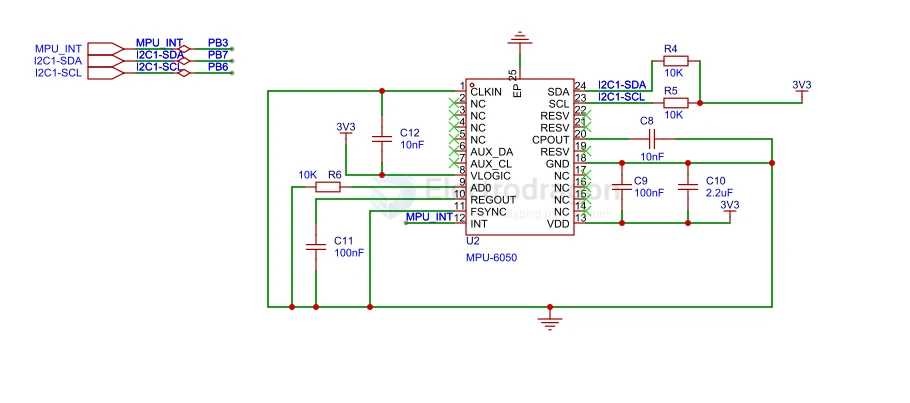 MPU_INT MPU_INT PB3
I2C1-SDA I2C1-SDA PB7
I2C1-SCL I2C1-SCL PB6
EP 25
R4
10K
R5
10K
3V3
I2C1-SDA
I2C1-SCL
1 CLKIN SDA 24
2 NC SCL 23
3 NC RESV 22
4 NC RESV 21
5 NC CPOUT 20
6 AUX_DA RESV 19
7 AUX_CL GND 18
8 VLOGIC NC 17
9 AD0 NC 16
10 REGOUT NC 15
11 FSYNC NC 14
12 INT VDD 13
3V3
C12
10nF
C8
10nF
10K R6
C9
100nF
C10
2.2uF
3V3
MPU_INT
U2
MPU-6050
C11
100nF